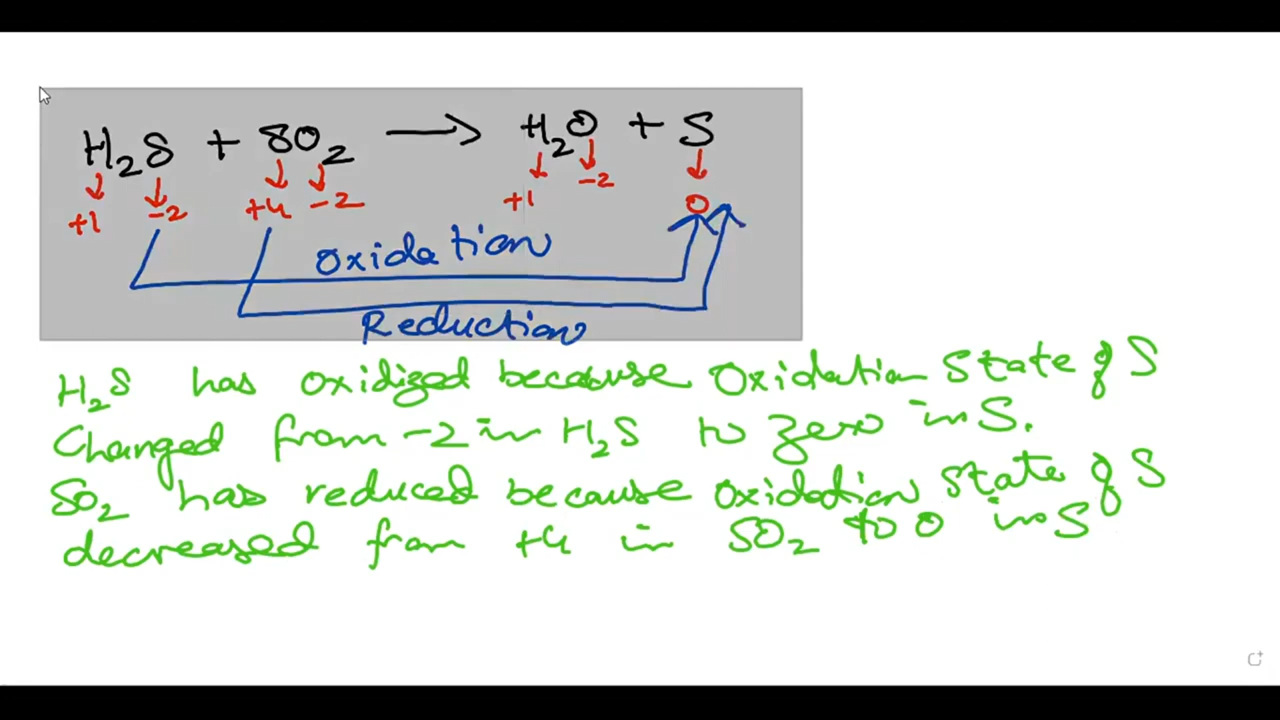 H₂S + SO₂ → H₂O + S
+1 -2 +4 -2 +1 -2 0
Oxidation
Reduction
H₂S has oxidized because Oxidation State of S
Changed from -2 in H₂S to zero in S.
SO₂ has reduced because oxidation State of S
decreased from +4 in SO₂ to 0 in S